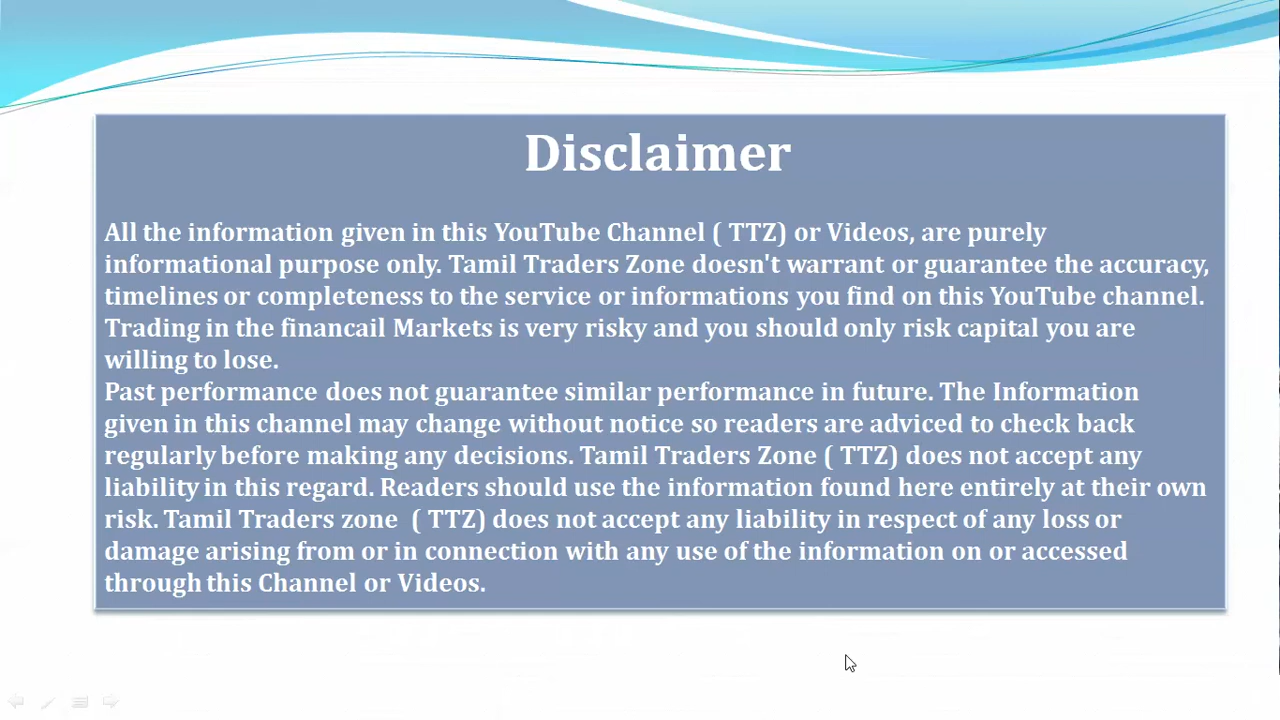 Disclaimer
All the information given in this YouTube Channel ( TTZ) or Videos, are purely
informational purpose only. Tamil Traders Zone doesn't warrant or guarantee the accuracy,
timelines or completeness to the service or informations you find on this YouTube channel.
Trading in the financail Markets is very risky and you should only risk capital you are
willing to lose.
Past performance does not guarantee similar performance in future. The Information
given in this channel may change without notice so readers are adviced to check back
regularly before making any decisions. Tamil Traders Zone ( TTZ) does not accept any
liability in this regard. Readers should use the information found here entirely at their own
risk. Tamil Traders zone  ( TTZ) does not accept any liability in respect of any loss or
damage arising from or in connection with any use of the information on or accessed
through this Channel or Videos.